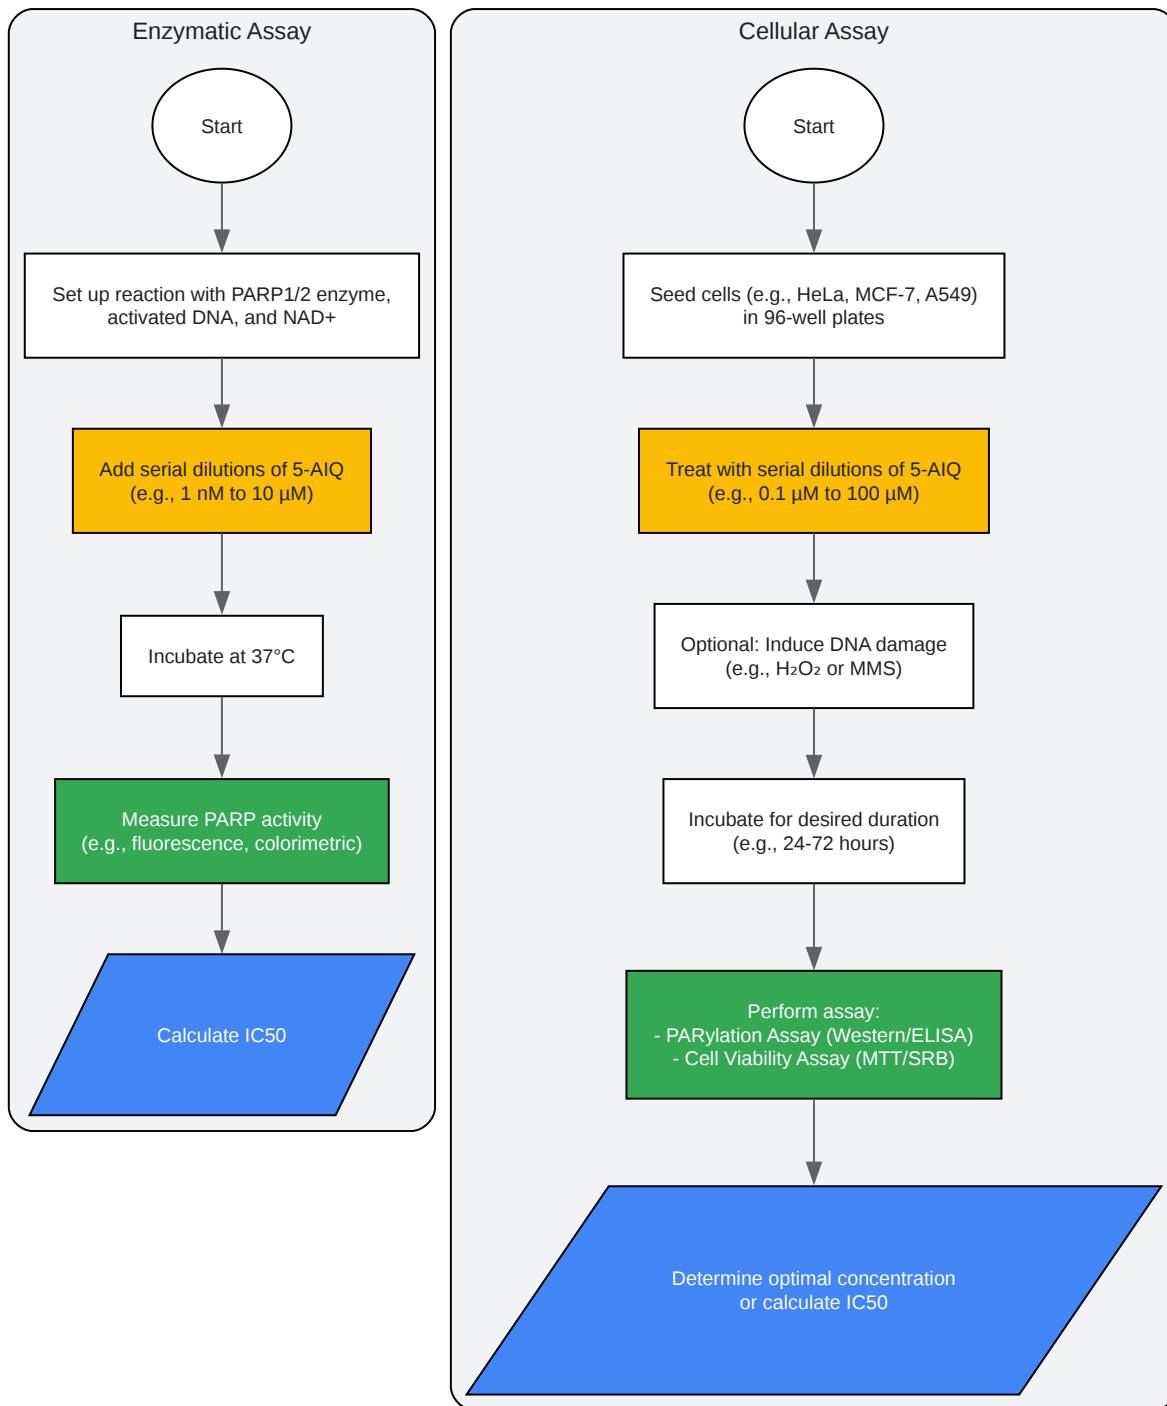 Enzymatic Assay
Start
Set up reaction with PARP1/2 enzyme,
activated DNA, and NAD+
Add serial dilutions of 5-AIQ
(e.g., 1 nM to 10 µM)
Incubate at 37°C
Measure PARP activity
(e.g., fluorescence, colorimetric)
Calculate IC50
Cellular Assay
Start
Seed cells (e.g., HeLa, MCF-7, A549)
in 96-well plates
Treat with serial dilutions of 5-AIQ
(e.g., 0.1 µM to 100 µM)
Optional: Induce DNA damage
(e.g., H₂O₂ or MMS)
Incubate for desired duration
(e.g., 24-72 hours)
Perform assay:
- PARylation Assay (Western/ELISA)
- Cell Viability Assay (MTT/SRB)
Determine optimal concentration
or calculate IC50